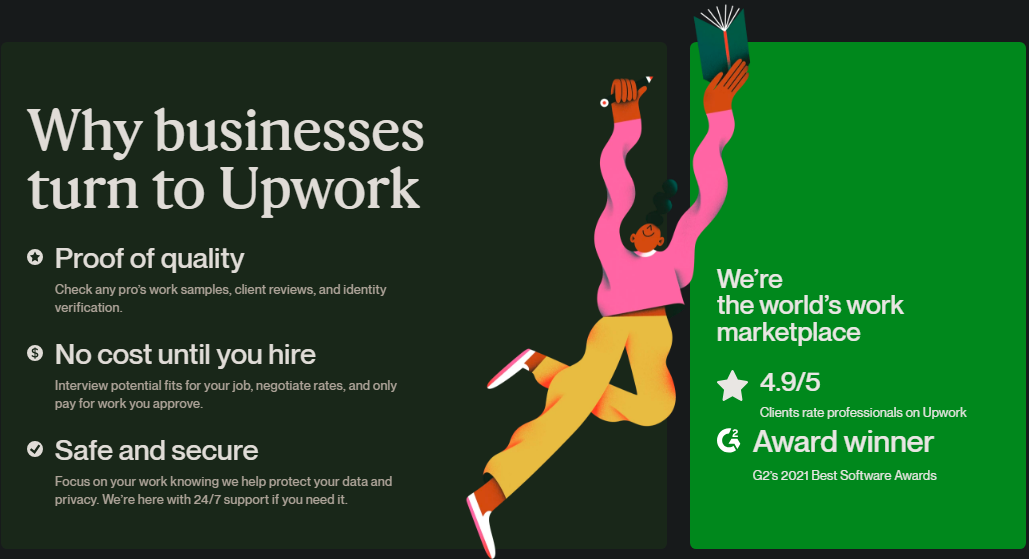 Why businesses
turn to Upwork
Proof of quality
Check any pro's work samples, client reviews, and identity
verification.
$ No cost until you hire
Interview potential fits for your job, negotiate rates, and only
pay for work you approve.
Safe and secure
Focus on your work knowing we help protect your data and
privacy. We're here with 24/7 support if you need it.
We're
the world's work
marketplace
4.9/5
Clients rate professionals on Upwork
G2 Award winner
G2's 2021 Best Software Awards